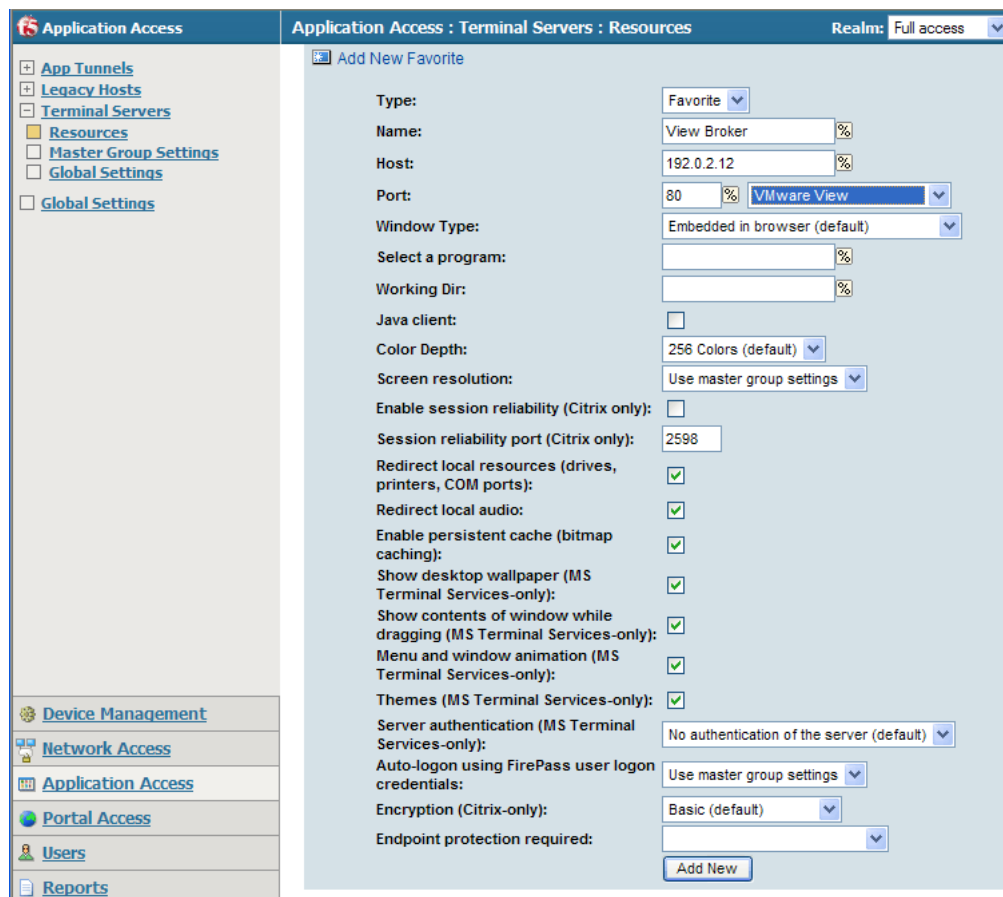 f5 Application Access
Application Access : Terminal Servers : Resources
Realm: Full access
App Tunnels
Legacy Hosts
Terminal Servers
Resources
Master Group Settings
Global Settings
Global Settings
Add New Favorite
Type: Favorite
Name: View Broker %
Host: 192.0.2.12 %
Port: 80 % VMware View
Window Type: Embedded in browser (default)
Select a program: %
Working Dir: %
Java client:
Color Depth: 256 Colors (default)
Screen resolution: Use master group settings
Enable session reliability (Citrix only):
Session reliability port (Citrix only): 2598
Redirect local resources (drives,
printers, COM ports):
Redirect local audio:
Enable persistent cache (bitmap
caching):
Show desktop wallpaper (MS
Terminal Services-only):
Show contents of window while
dragging (MS Terminal Services-only):
Menu and window animation (MS
Terminal Services-only):
Themes (MS Terminal Services-only):
Server authentication (MS Terminal
Services-only): No authentication of the server (default)
Auto-logon using FirePass user logon
credentials: Use master group settings
Encryption (Citrix-only): Basic (default)
Endpoint protection required:
Add New
Device Management
Network Access
Application Access
Portal Access
Users
Reports